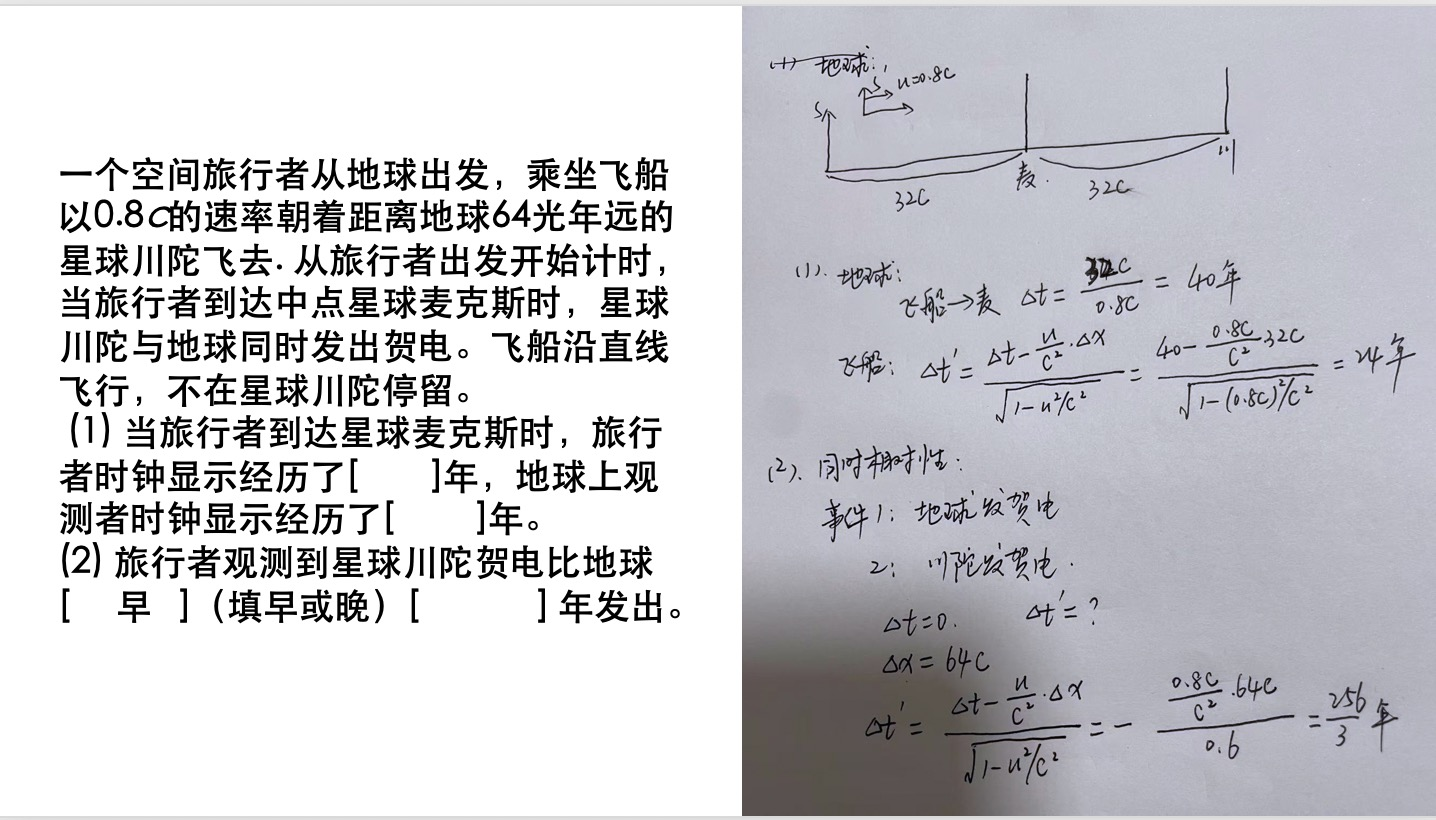 一个空间旅行者从地球出发，乘坐飞船
以0.8C的速率朝着距离地球64光年远的
星球川陀飞去.从旅行者出发开始计时，
当旅行者到达中点星球麦克斯时，星球
川陀与地球同时发出贺电。飞船沿直线
飞行，不在星球川陀停留。
(1) 当旅行者到达星球麦克斯时，旅行
者时钟显示经历了[ ]年，地球上观
测者时钟显示经历了[ ]年。
(2) 旅行者观测到星球川陀贺电比地球
[ 早 ]（填早或晚）[ ] 年发出。
(1) 地球:,
S S' u=0.8C
32C 麦. 32C 川
(1). 地球:
飞船→麦 Δt = 32C / 0.8C = 40年
飞船: Δt' = (Δt - u/C²·Δx) / √(1-u²/C²) = (40 - 0.8C/C² 32C) / √(1-(0.8C)²/C²) = 24年
(2). 同时相对性:
事件1: 地球发贺电
2: 川陀发贺电.
Δt=0. Δt'=?
Δx=64C
Δt' = (Δt - u/C²·Δx) / √(1-u²/C²) = - (0.8C/C²·64C) / 0.6 = 256/3 年